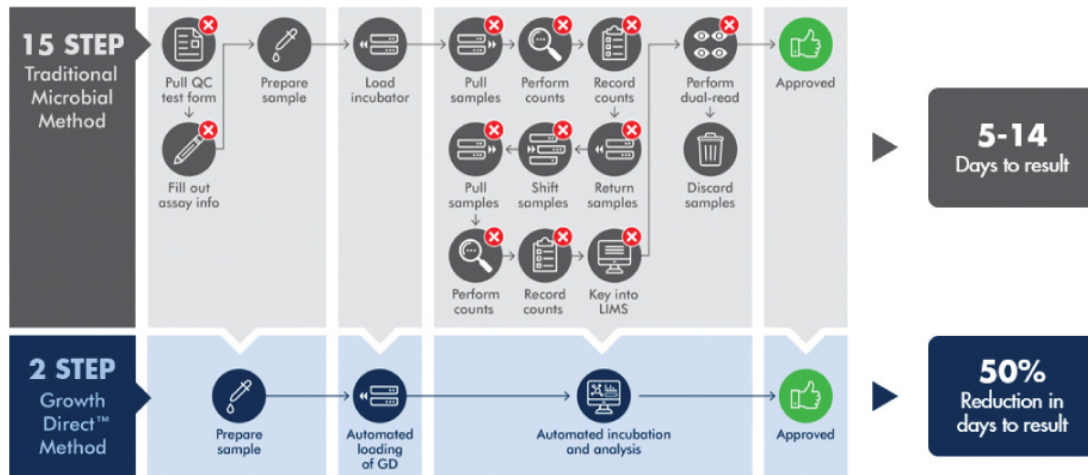 15 STEP
Traditional
Microbial
Method
Pull QC
test form
Fill out
assay info
Prepare
sample
Load
incubator
Pull
samples
Perform
counts
Record
counts
Perform
dual-read
Approved
Pull
samples
Shift
samples
Return
samples
Discard
samples
Perform
counts
Record
counts
Key into
LIMS
5-14
Days to result
2 STEP
Growth
Direct™
Method
Prepare
sample
Automated
loading
of GD
Automated incubation
and analysis
Approved
50%
Reduction in
days to result